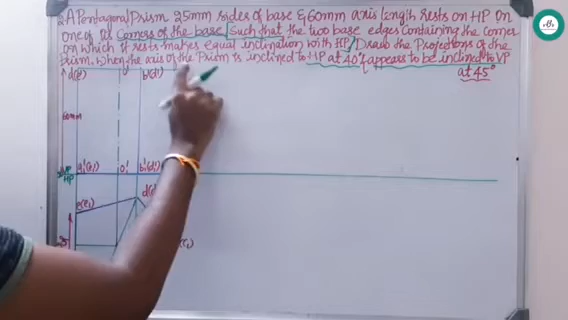 2A Pentagonal Prism 25mm sides of base & 60mm axis length rests on HP on
one of its Corners of the base Such that the two base edges containing the corner
on which it rests makes equal inclination with HP/Draw the Projections of the
prism, When the axis of the Prism is inclined to HP at 40° & appears to be inclined to VP
at 45°
b'(d')
60mm
HP
o'
25